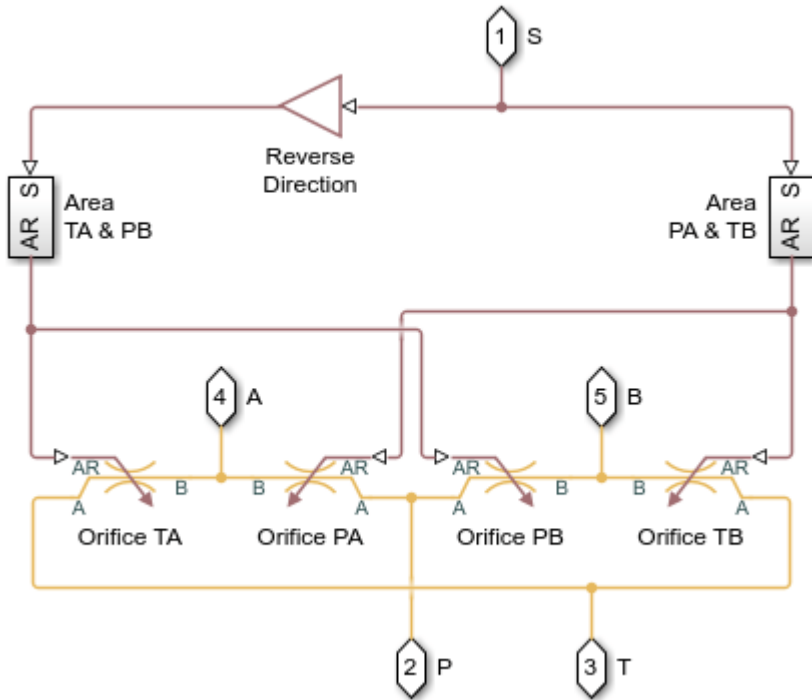 1 S
Reverse
Direction
S
AR
Area
TA & PB
Area
PA & TB
S
AR
4 A
5 B
AR
A
B
B
AR
A
AR
A
B
B
AR
A
Orifice TA
Orifice PA
Orifice PB
Orifice TB
2 P
3 T